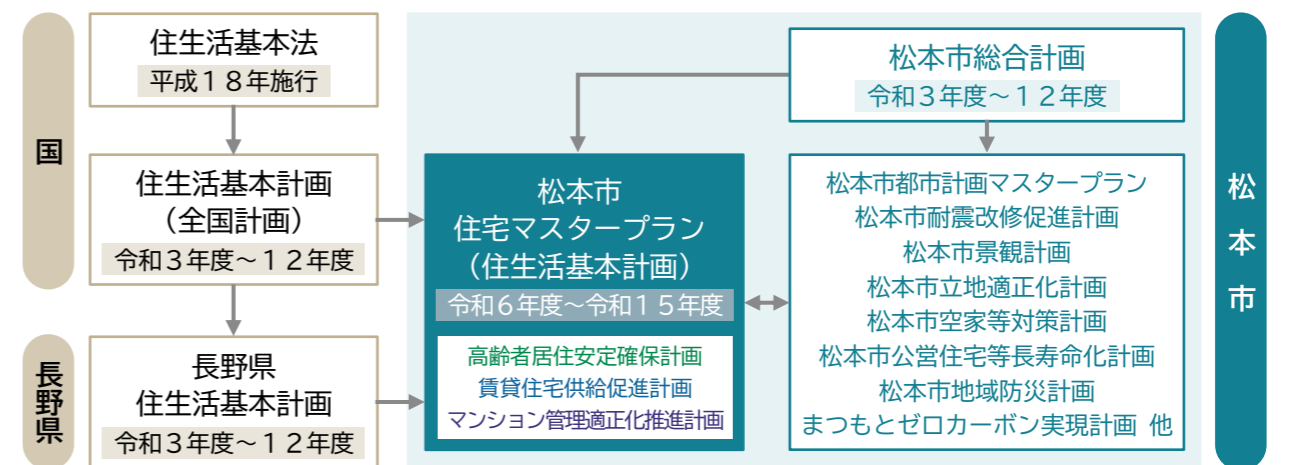 国
住生活基本法
平成１８年施行
住生活基本計画
（全国計画）
令和３年度～１２年度
長野県
長野県
住生活基本計画
令和３年度～１２年度
松本市
住宅マスタープラン
（住生活基本計画）
令和６年度～令和１５年度
高齢者居住安定確保計画
賃貸住宅供給促進計画
マンション管理適正化推進計画
松本市総合計画
令和３年度～１２年度
松本市都市計画マスタープラン
松本市耐震改修促進計画
松本市景観計画
松本市立地適正化計画
松本市空家等対策計画
松本市公営住宅等長寿命化計画
松本市地域防災計画
まつもとゼロカーボン実現計画 他
松本市